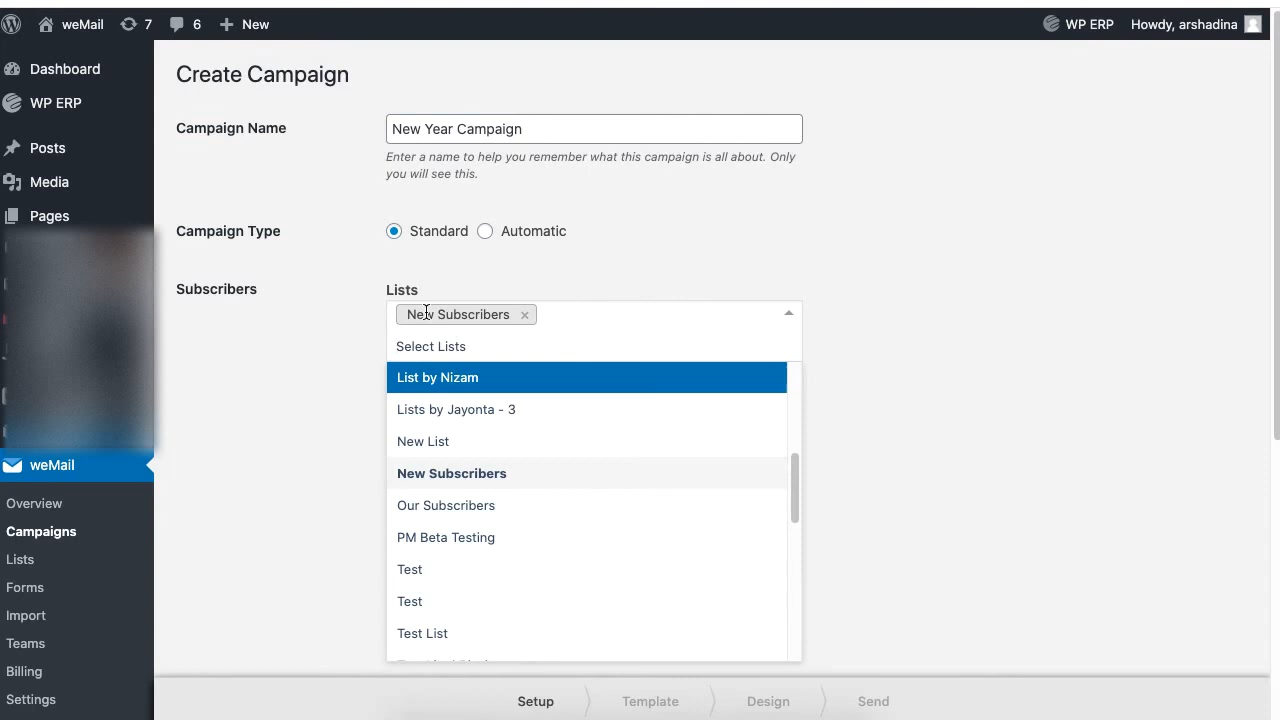 weMail 7 6 New WP ERP Howdy, arshadina
Dashboard
WP ERP
Posts
Media
Pages
weMail
Overview
Campaigns
Lists
Forms
Import
Teams
Billing
Settings
Create Campaign
Campaign Name
New Year Campaign
Enter a name to help you remember what this campaign is all about. Only
you will see this.
Campaign Type
Standard Automatic
Subscribers
Lists
New Subscribers ×
Select Lists
List by Nizam
Lists by Jayonta - 3
New List
New Subscribers
Our Subscribers
PM Beta Testing
Test
Test
Test List
Setup Template Design Send